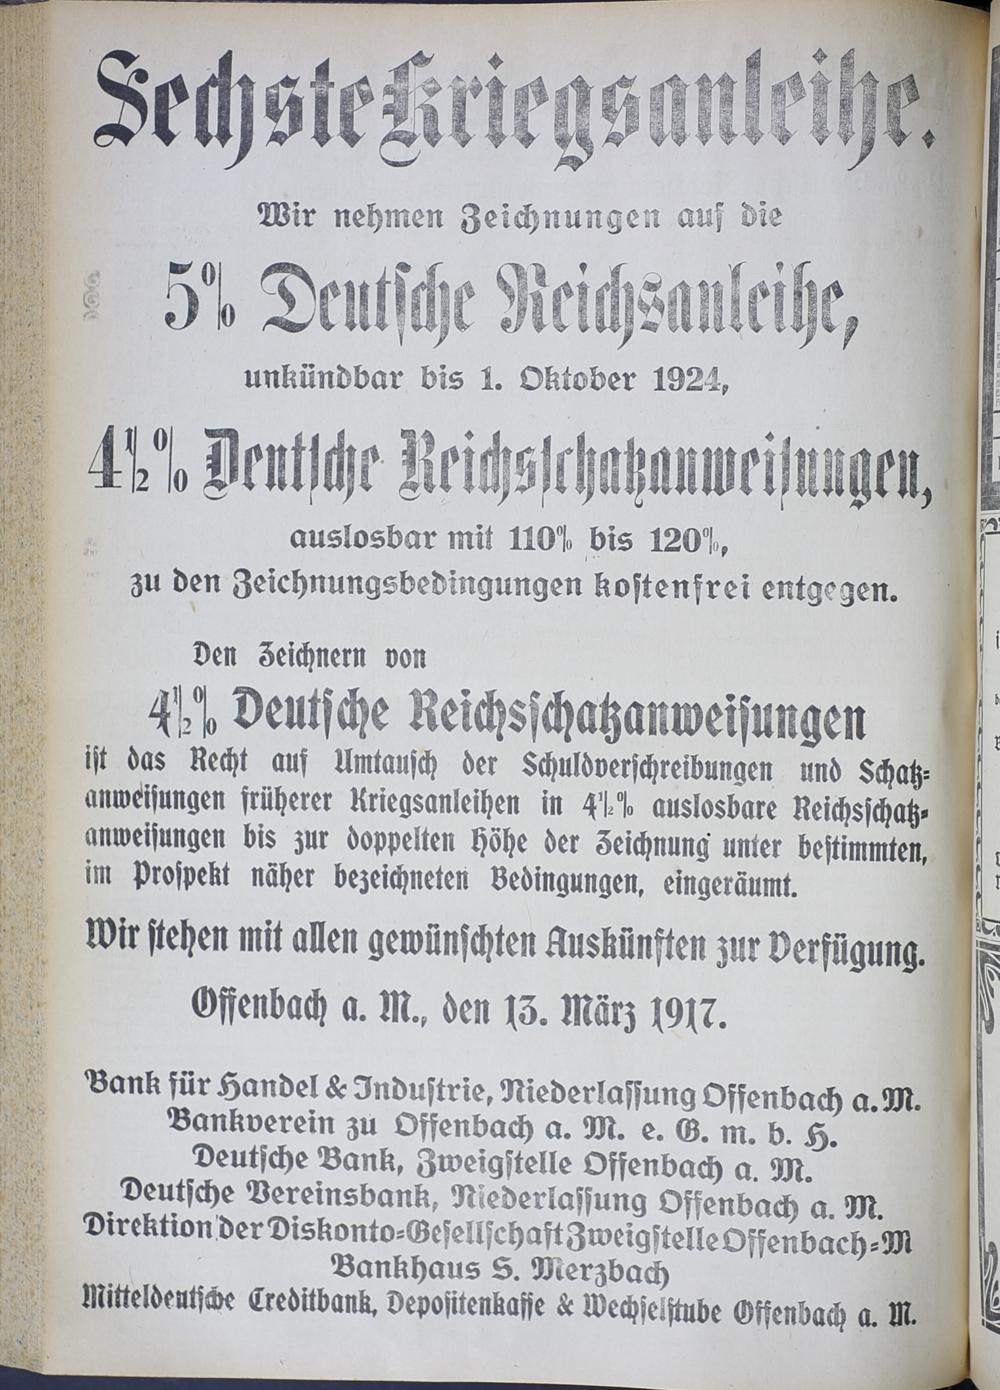 Sechste Kriegsanleihe.
Wir nehmen Zeichnungen auf die
5% Deutsche Reichsanleihe,
unkündbar bis 1. Oktober 1924,
4½% Deutsche Reichsschatzanweisungen,
auslosbar mit 110% bis 120%,
zu den Zeichnungsbedingungen kostenfrei entgegen.
Den Zeichnern von
4½% Deutsche Reichsschatzanweisungen
ist das Recht auf Umtausch der Schuldverschreibungen und Schatz=
anweisungen früherer Kriegsanleihen in 4½% auslosbare Reichsschatz=
anweisungen bis zur doppelten Höhe der Zeichnung unter bestimmten,
im Prospekt näher bezeichneten Bedingungen, eingeräumt.
Wir stehen mit allen gewünschten Auskünften zur Verfügung.
Offenbach a. M., den 13. März 1917.
Bank für Handel & Industrie, Niederlassung Offenbach a. M.
Bankverein zu Offenbach a. M. e. G. m. b. H.
Deutsche Bank, Zweigstelle Offenbach a. M.
Deutsche Vereinsbank, Niederlassung Offenbach a. M.
Direktion der Diskonto=Gesellschaft Zweigstelle Offenbach=M
Bankhaus S. Merzbach
Mitteldeutsche Creditbank, Depositenkasse & Wechselstube Offenbach a. M.